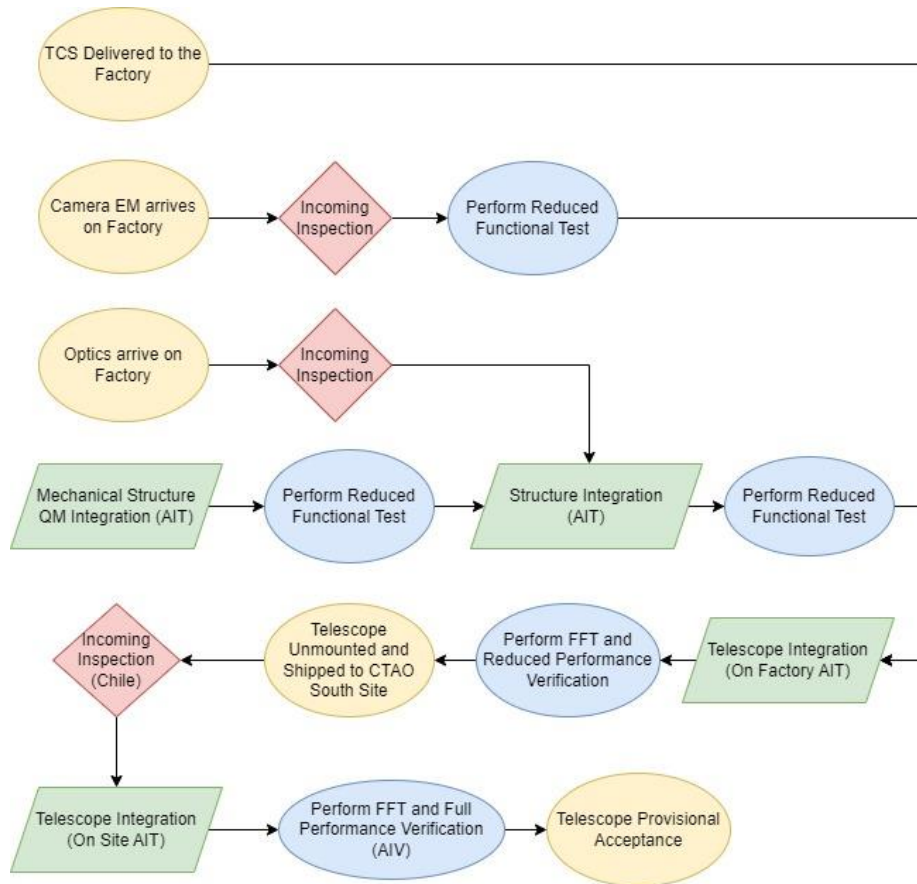 TCS Delivered to the
Factory
Camera EM arrives
on Factory
Incoming
Inspection
Perform Reduced
Functional Test
Optics arrive on
Factory
Incoming
Inspection
Mechanical Structure
QM Integration (AIT)
Perform Reduced
Functional Test
Structure Integration
(AIT)
Perform Reduced
Functional Test
Incoming
Inspection
(Chile)
Telescope
Unmounted and
Shipped to CTAO
South Site
Perform FFT and
Reduced Performance
Verification
Telescope Integration
(On Factory AIT)
Telescope Integration
(On Site AIT)
Perform FFT and Full
Performance Verification
(AIV)
Telescope Provisional
Acceptance